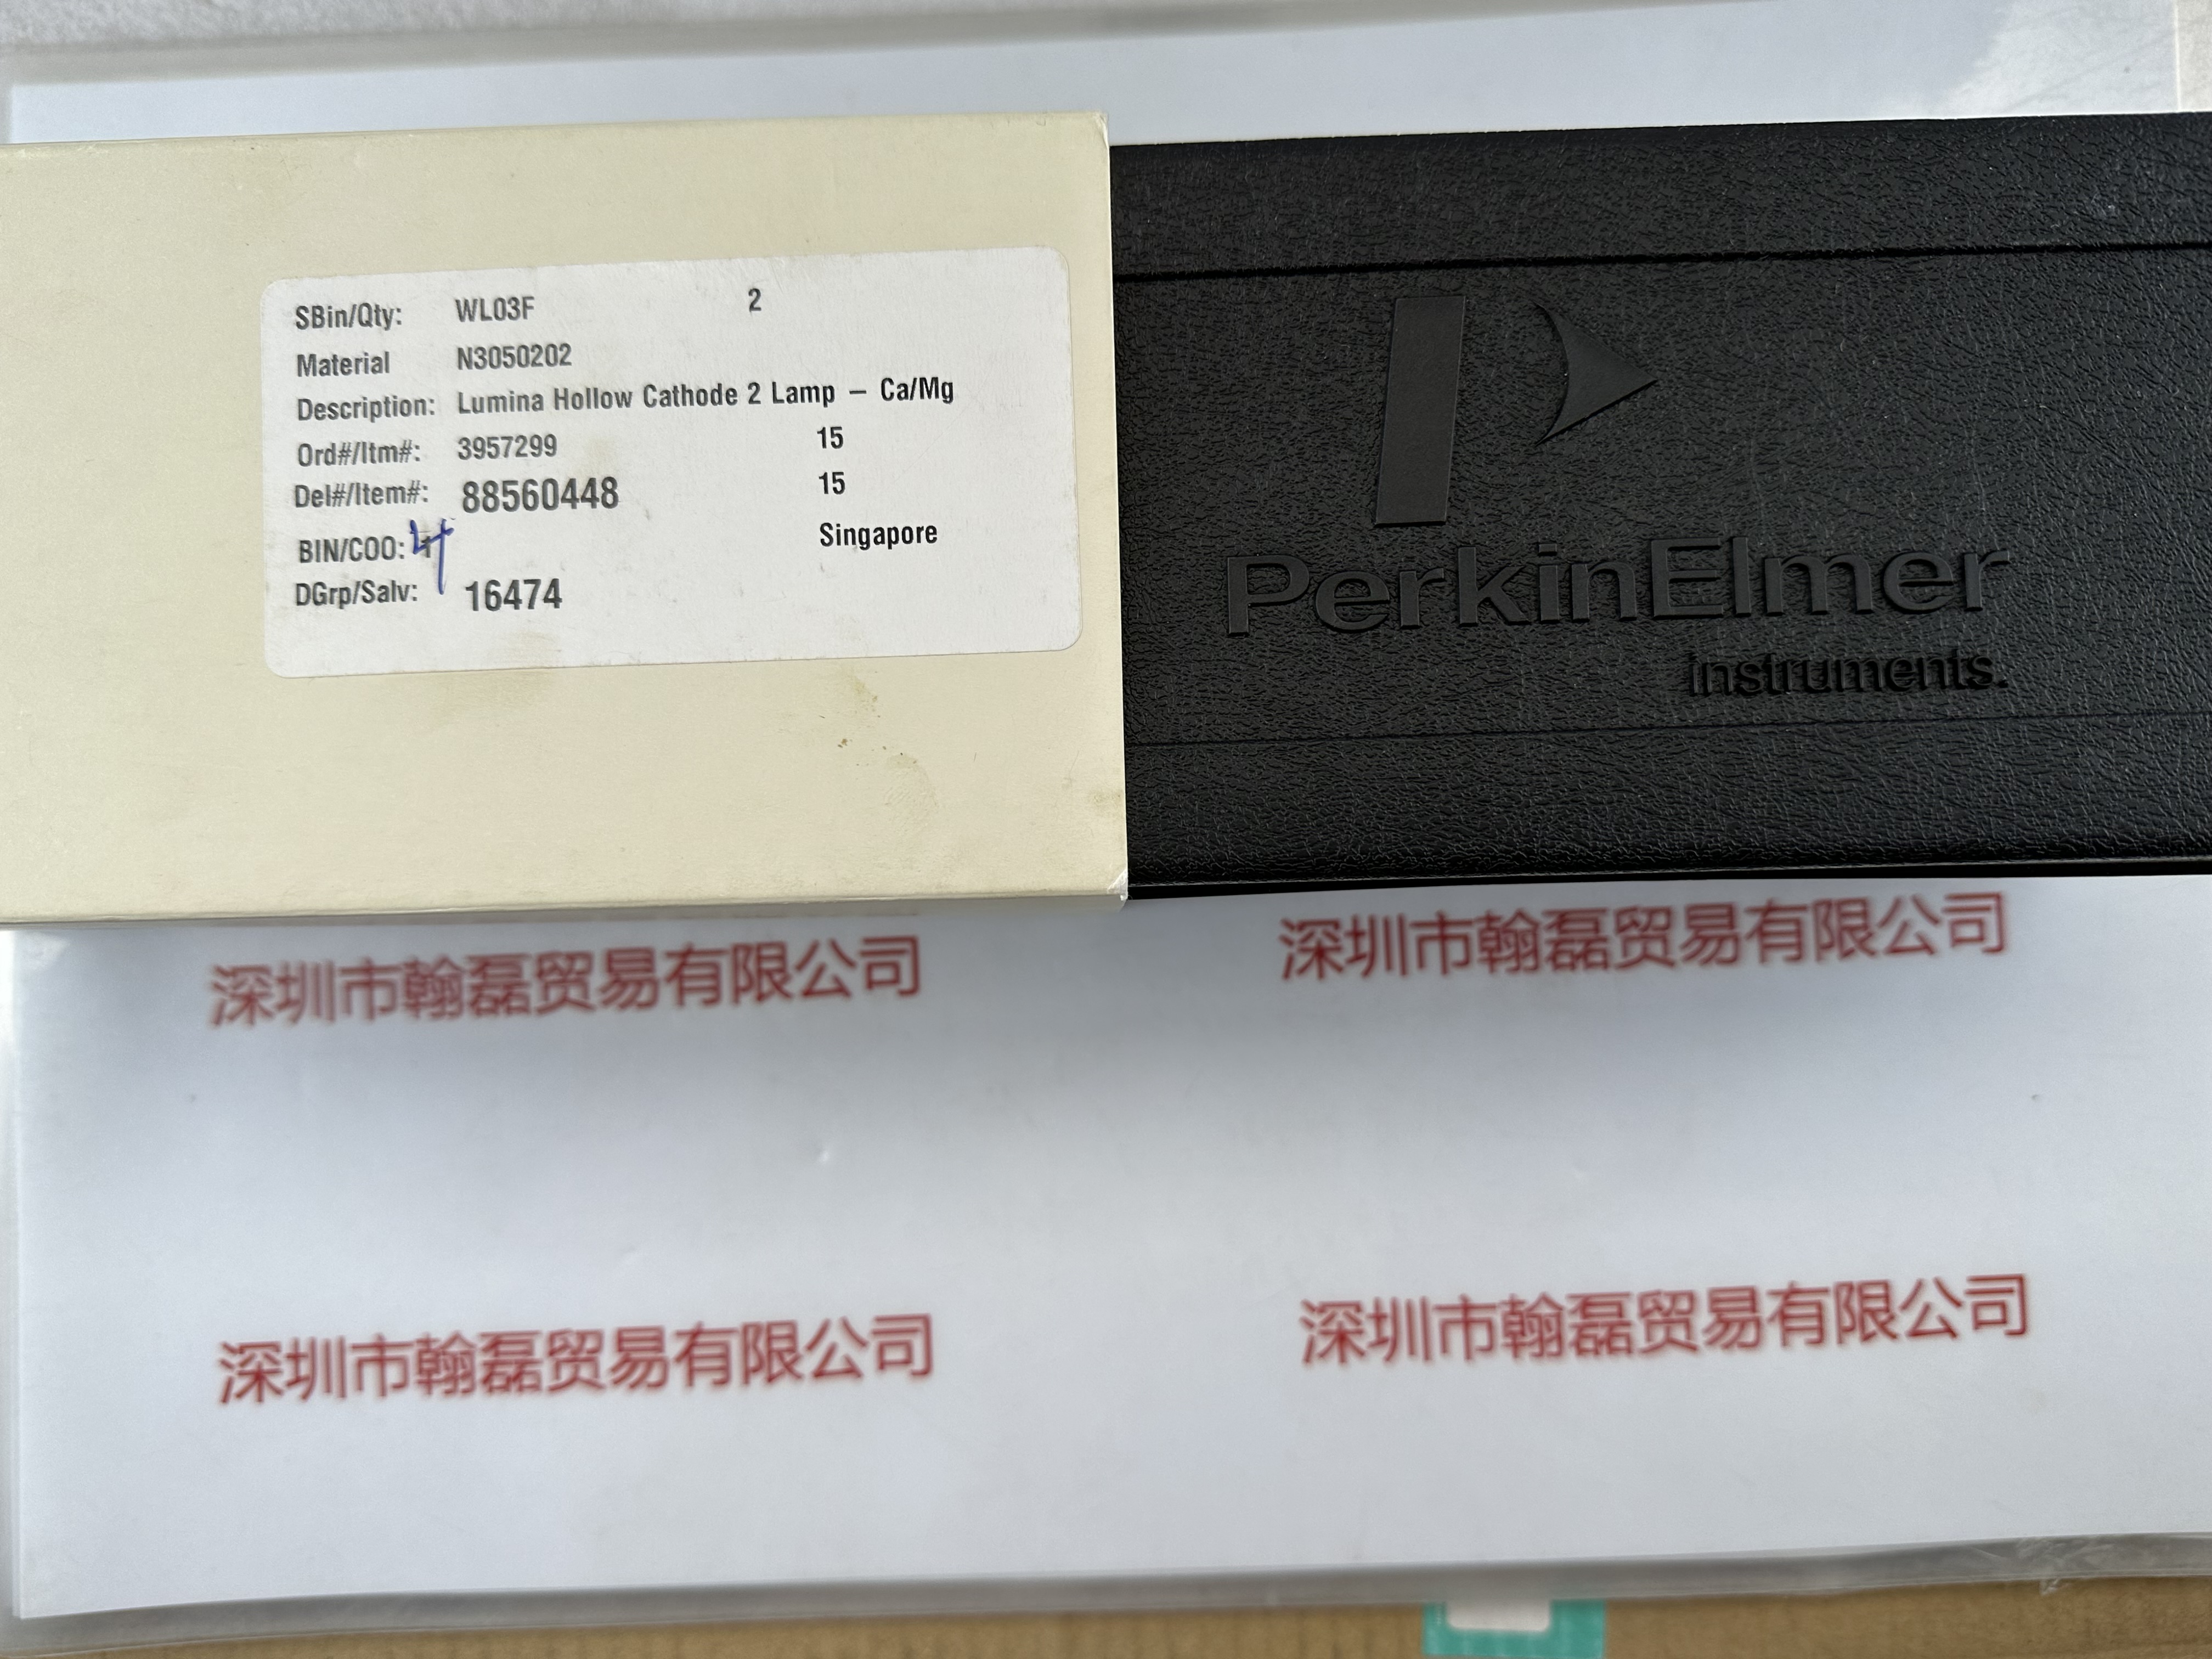 SBin/Qty: WL03F 2
Material N3050202
Description: Lumina Hollow Cathode 2 Lamp – Ca/Mg
Ord#/Itm#: 3957299 15
Del#/Item#: 88560448 15
BIN/COO: 4 Singapore
DGrp/Salv: 16474
PerkinElmer
instruments.
深圳市翰磊贸易有限公司
深圳市翰磊贸易有限公司
深圳市翰磊贸易有限公司
深圳市翰磊贸易有限公司